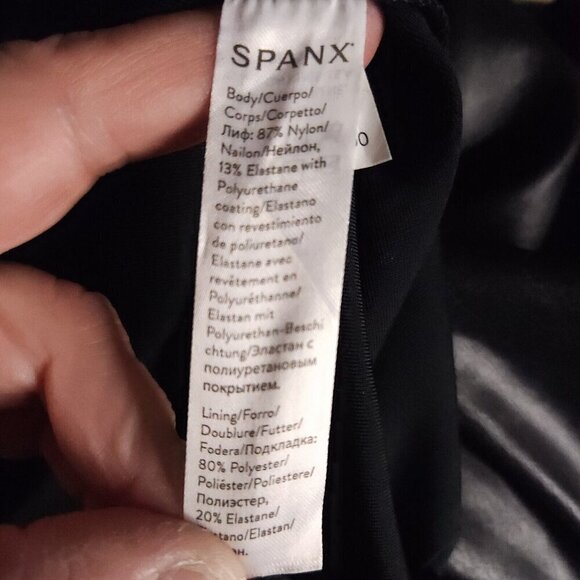 SPANX
Body/Cuerpo/
Corps/Corpetto/
Лиф: 87% Nylon/
Nailon/Нейлон,
13% Elastane with
Polyurethane
coating/Elastano
con revestimiento
de poliuretano/
Elastane avec
revêtement en
Polyuréthanne/
Elastan mit
Polyurethan-Beschi
chtung/Эластан с
полиуретановым
покрытием.
Lining/Forro/
Doublure/Futter/
Fodera/Подкладка:
80% Polyester/
Poliéster/Poliestere/
Полиэстер,
20% Elastane/